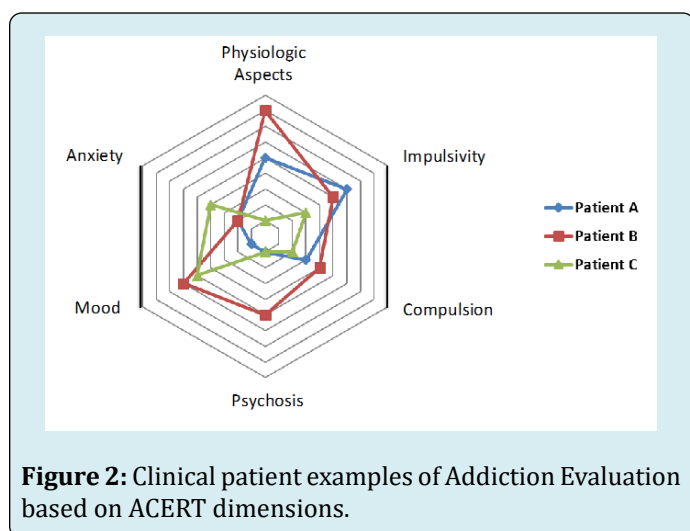 Physiologic
Aspects
Anxiety
Impulsivity
Patient A
Patient B
Patient C
Mood
Compulsion
Psychosis
Figure 2: Clinical patient examples of Addiction Evaluation
based on ACERT dimensions.